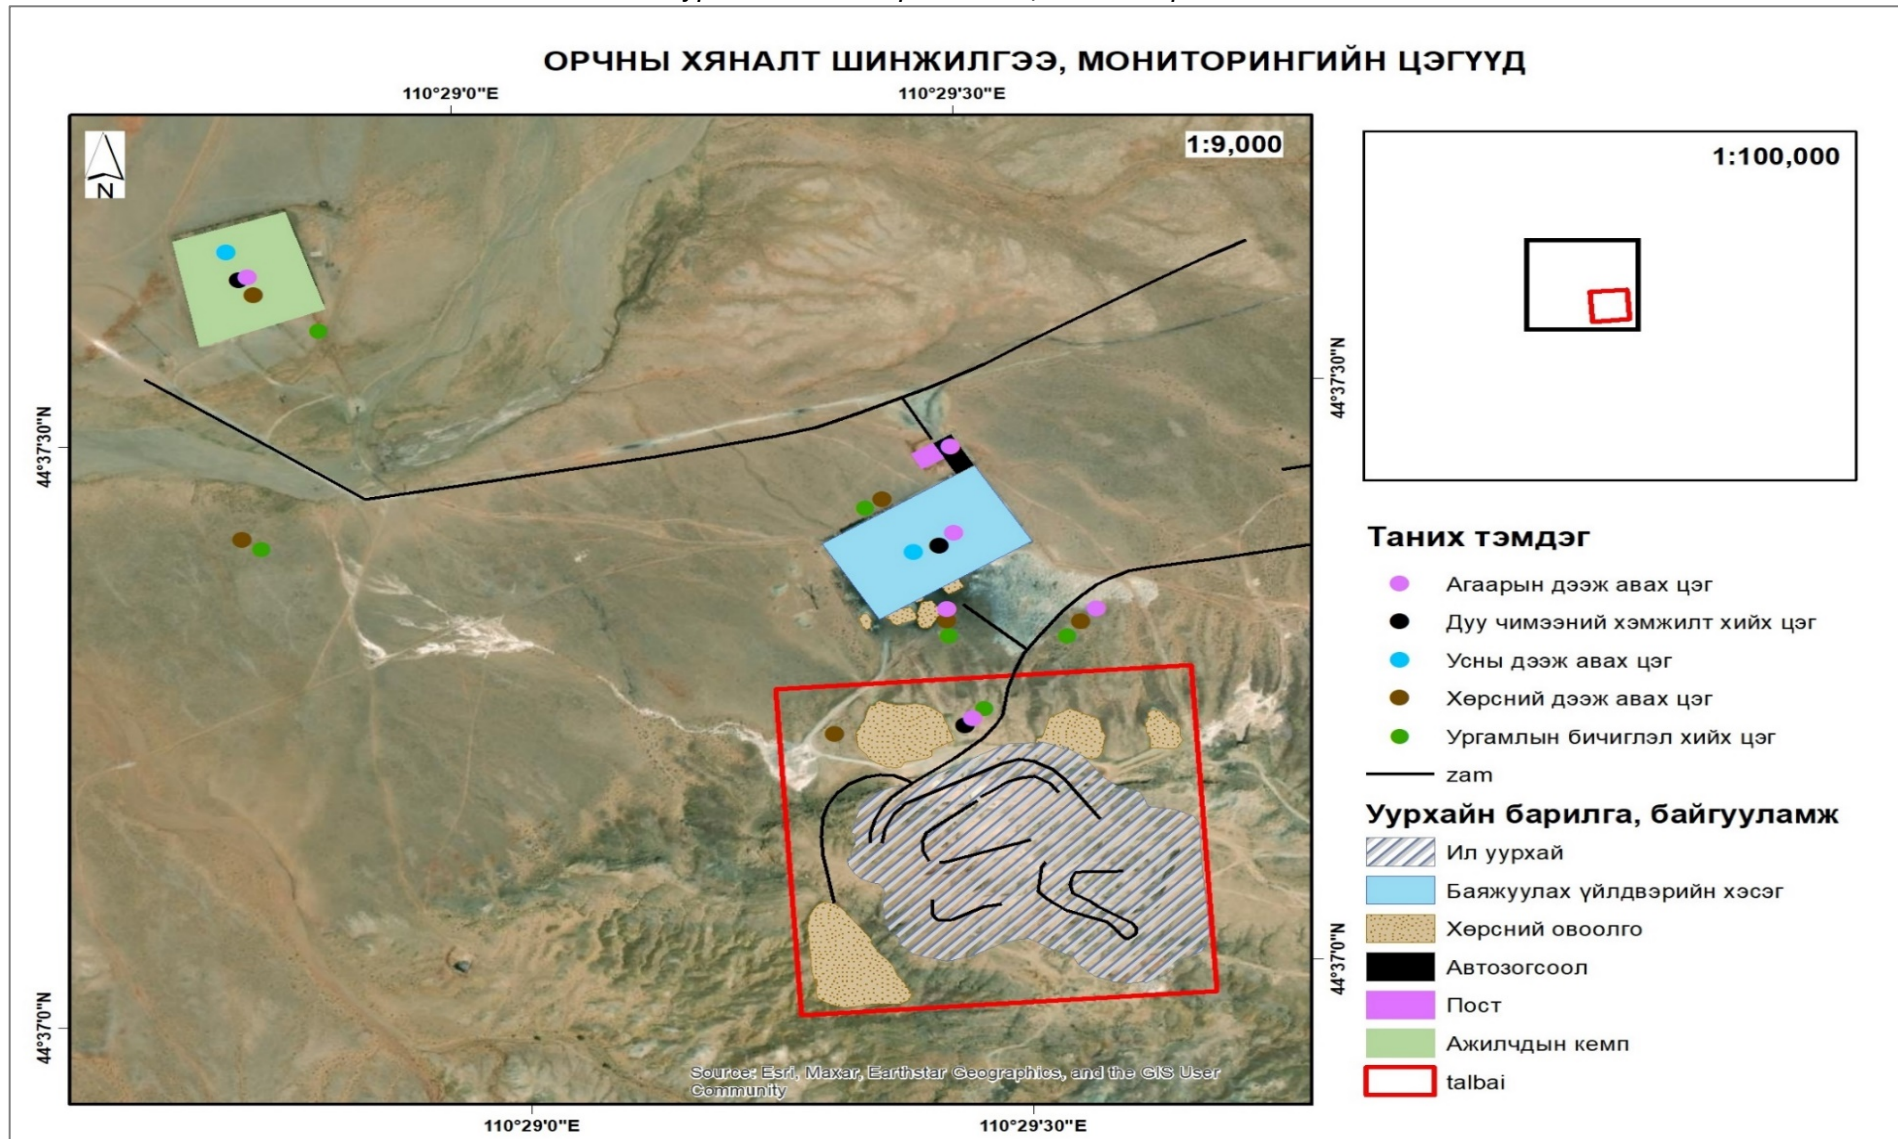 ОРЧНЫ ХЯНАЛТ ШИНЖИЛГЭЭ, МОНИТОРИНГИЙН ЦЭГҮҮД
110°29'0"E
110°29'30"E
N
1:9,000
1:100,000
44°37'30"N
44°37'30"N
44°37'0"N
44°37'0"N
Source: Esri, Maxar, Earthstar Geographics, and the GIS User
Community
110°29'0"E
110°29'30"E
Таних тэмдэг
Агаарын дээж авах цэг
Дуу чимээний хэмжилт хийх цэг
Усны дээж авах цэг
Хөрсний дээж авах цэг
Ургамлын бичиглэл хийх цэг
zam
Уурхайн барилга, байгууламж
Ил уурхай
Баяжуулах үйлдвэрийн хэсэг
Хөрсний овоолго
Автозогсоол
Пост
Ажилчдын кемп
talbai